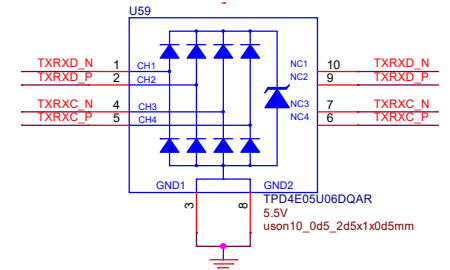 U59
TXRXD_N 1 CH1 NC1 10 TXRXD_N
TXRXD_P 2 CH2 NC2 9 TXRXD_P
TXRXC_N 4 CH3 NC3 7 TXRXC_N
TXRXC_P 5 CH4 NC4 6 TXRXC_P
GND1 GND2
3 8
TPD4E05U06DQAR
5.5V
uson10_0d5_2d5x1x0d5mm